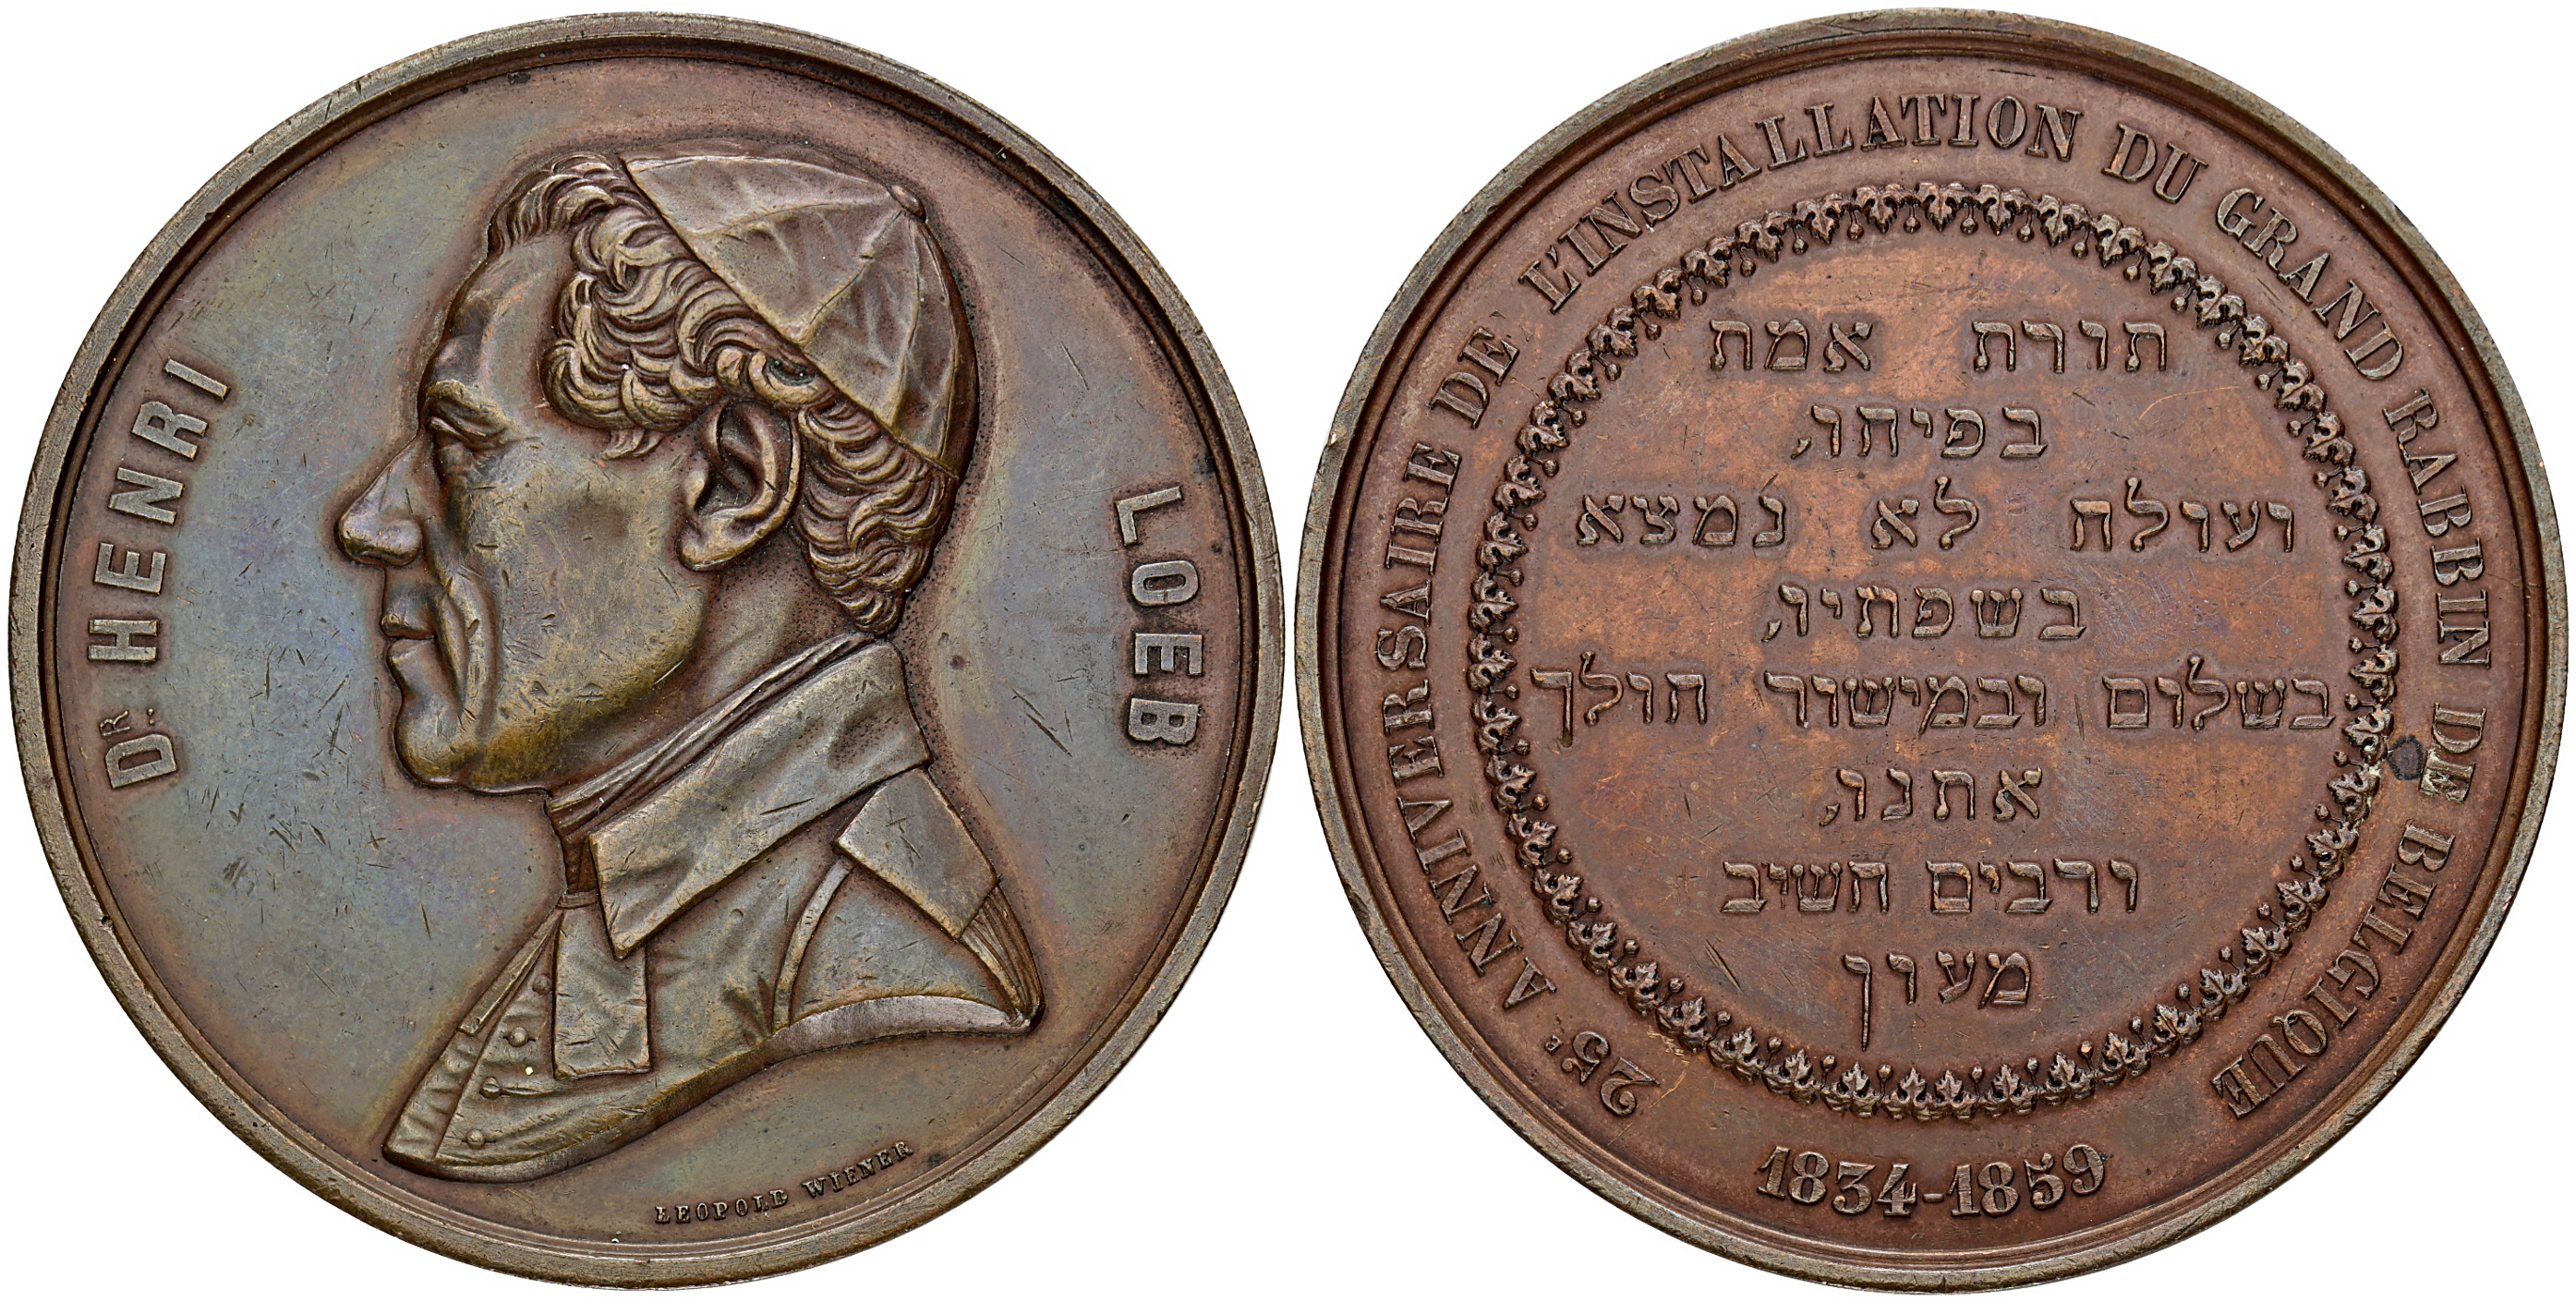 DR. HENRI
LOEB
LEOPOLD WIENER
25E ANNIVERSAIRE DE L'INSTALLATION DU GRAND RABBIN DE BELGIQUE
תורת אמת
בפיהו,
ועולה לא נמצא
בשפתיו,
בשלום ובמישור הולך
אתנו,
ורבים השיב
מעון
1834-1859